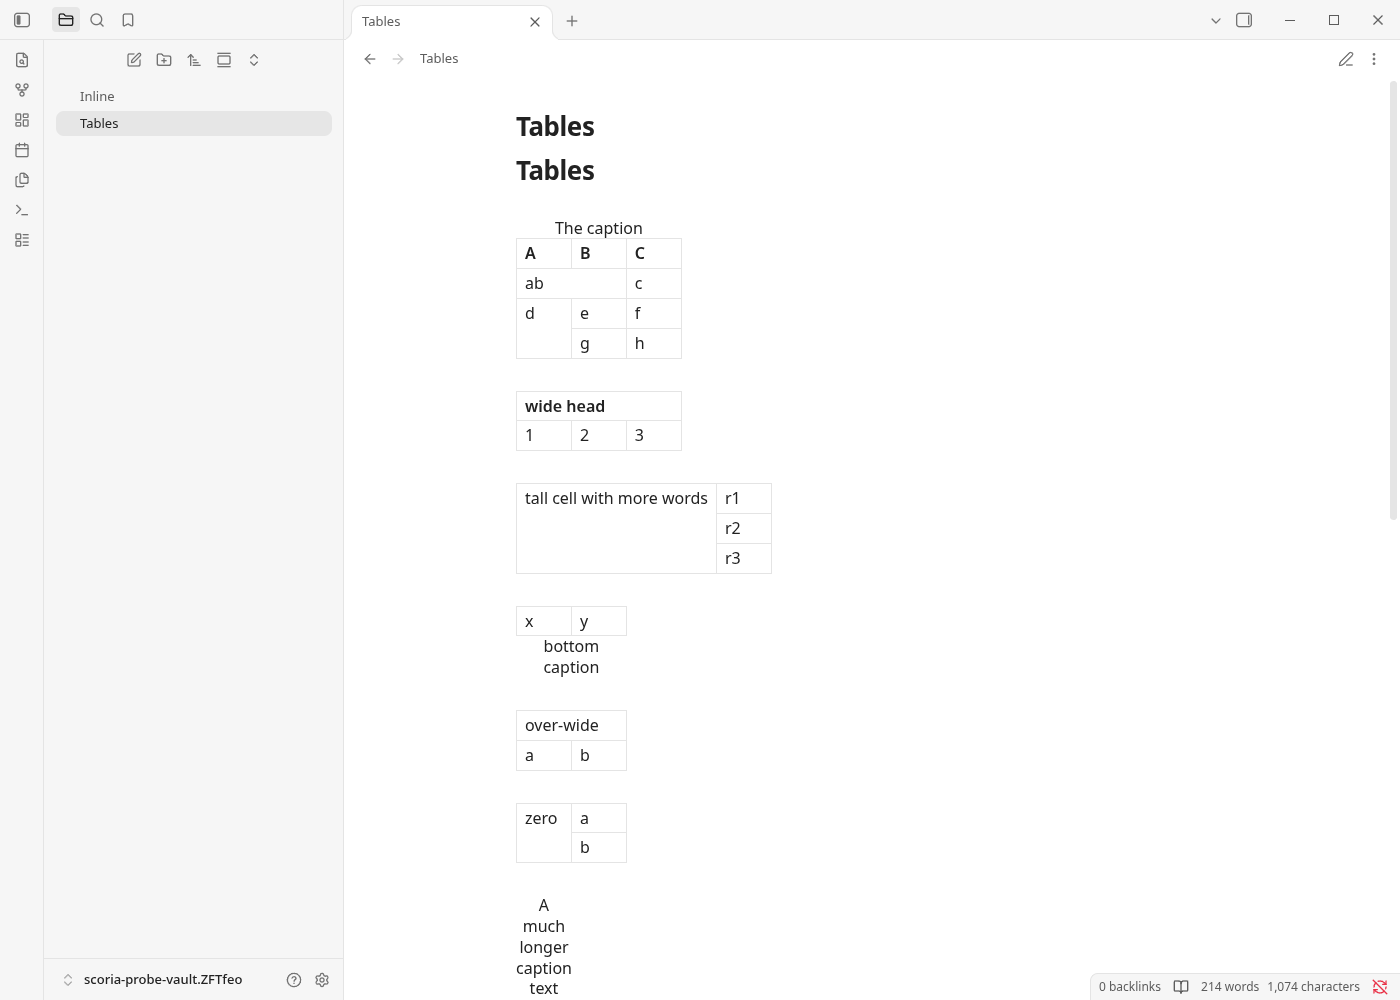 Tables
Tables
Inline
Tables
Tables
Tables
The caption
A B C
ab c
d e f
g h
wide head
1 2 3
tall cell with more words r1
r2
r3
x y
bottom
caption
over-wide
a b
zero a
b
A
much
longer
caption
text
scoria-probe-vault.ZFTfeo
0 backlinks 214 words 1,074 characters